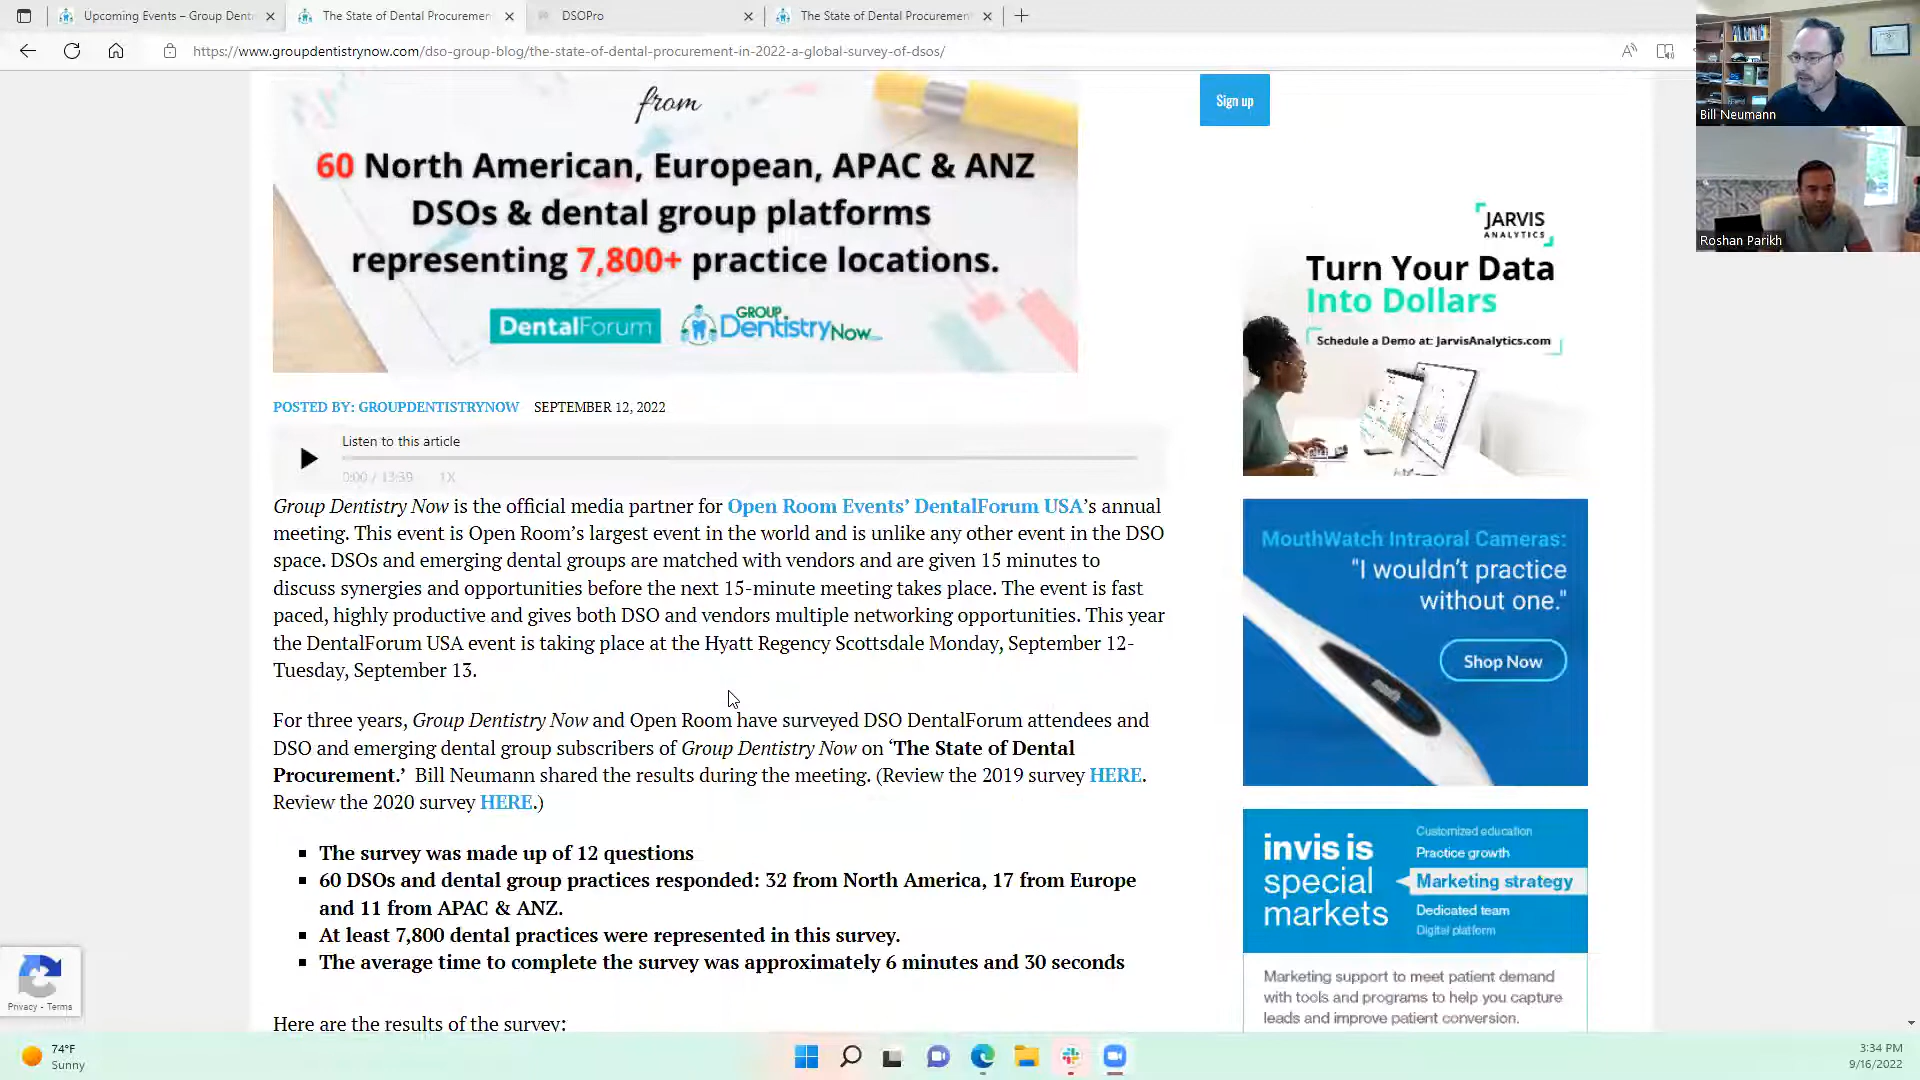 Upcoming Events – Group Dent
The State of Dental Procuremen
DSOPro
The State of Dental Procurement
https://www.groupdentistrynow.com/dso-group-blog/the-state-of-dental-procurement-in-2022-a-global-survey-of-dsos/
from
60 North American, European, APAC & ANZ
DSOs & dental group platforms
representing 7,800+ practice locations.
DentalForum
GROUP
DentistryNow
POSTED BY: GROUPDENTISTRYNOW SEPTEMBER 12, 2022
Listen to this article
0:00 / 13:39 1X
Group Dentistry Now is the official media partner for Open Room Events’ DentalForum USA’s annual
meeting. This event is Open Room’s largest event in the world and is unlike any other event in the DSO
space. DSOs and emerging dental groups are matched with vendors and are given 15 minutes to
discuss synergies and opportunities before the next 15-minute meeting takes place. The event is fast
paced, highly productive and gives both DSO and vendors multiple networking opportunities. This year
the DentalForum USA event is taking place at the Hyatt Regency Scottsdale Monday, September 12-
Tuesday, September 13.
For three years, Group Dentistry Now and Open Room have surveyed DSO DentalForum attendees and
DSO and emerging dental group subscribers of Group Dentistry Now on ‘The State of Dental
Procurement.’ Bill Neumann shared the results during the meeting. (Review the 2019 survey HERE.
Review the 2020 survey HERE.)
▪ The survey was made up of 12 questions
▪ 60 DSOs and dental group practices responded: 32 from North America, 17 from Europe
and 11 from APAC & ANZ.
▪ At least 7,800 dental practices were represented in this survey.
▪ The average time to complete the survey was approximately 6 minutes and 30 seconds
Here are the results of the survey:
Sign up
JARVIS
ANALYTICS
Turn Your Data
Into Dollars
Schedule a Demo at: JarvisAnalytics.com
MouthWatch Intraoral Cameras:
"I wouldn't practice
without one."
Shop Now
invis is
special
markets
Customized education
Practice growth
Marketing strategy
Dedicated team
Digital platform
Marketing support to meet patient demand
with tools and programs to help you capture
leads and improve patient conversion.
Bill Neumann
Roshan Parikh
Privacy - Terms
74°F
Sunny
3:34 PM
9/16/2022